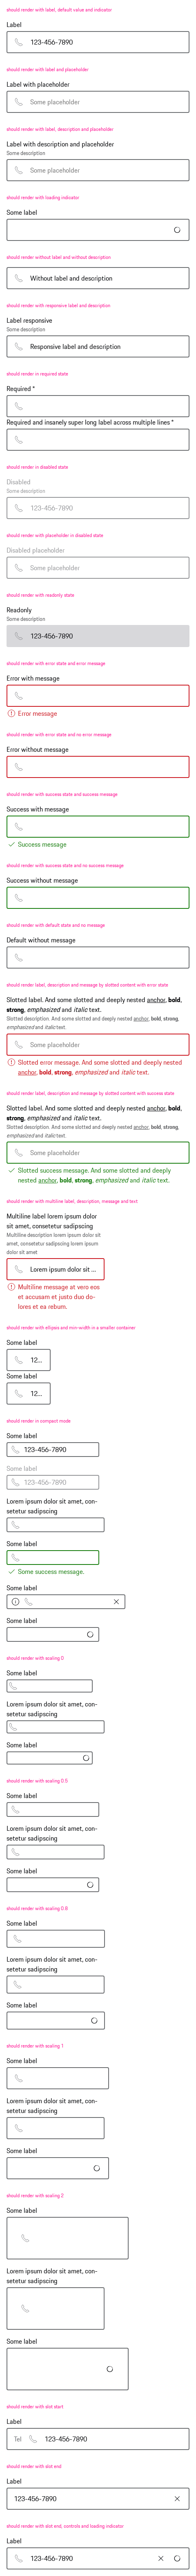 should render with label, default value and indicator
Label
123-456-7890
should render with label and placeholder
Label with placeholder
Some placeholder
should render with label, description and placeholder
Label with description and placeholder
Some description
Some placeholder
should render with loading indicator
Some label
should render without label and without description
Without label and description
should render with responsive label and description
Label responsive
Some description
Responsive label and description
should render in required state
Required *
Required and insanely super long label across multiple lines *
should render in disabled state
Disabled
Some description
123-456-7890
should render with placeholder in disabled state
Disabled placeholder
Some placeholder
should render with readonly state
Readonly
Some description
123-456-7890
should render with error state and error message
Error with message
Error message
should render with error state and no error message
Error without message
should render with success state and success message
Success with message
Success message
should render with success state and no success message
Success without message
should render with default state and no message
Default without message
should render label, description and message by slotted content with error state
Slotted label. And some slotted and deeply nested anchor, bold,
strong, emphasized and italic text.
Slotted description. And some slotted and deeply nested anchor, bold, strong,
emphasized and italic text.
Some placeholder
Slotted error message. And some slotted and deeply nested
anchor, bold, strong, emphasized and italic text.
should render label, description and message by slotted content with success state
Slotted label. And some slotted and deeply nested anchor, bold,
strong, emphasized and italic text.
Slotted description. And some slotted and deeply nested anchor, bold, strong,
emphasized and italic text.
Some placeholder
Slotted success message. And some slotted and deeply
nested anchor, bold, strong, emphasized and italic text.
should render with multiline label, description, message and text
Multiline label lorem ipsum dolor
sit amet, consetetur sadipscing
Multiline description lorem ipsum dolor sit
amet, consetetur sadipscing lorem ipsum
dolor sit amet
Lorem ipsum dolor sit ...
Multiline message at vero eos
et accusam et justo duo do-
lores et ea rebum.
should render with ellipsis and min-width in a smaller container
Some label
12...
Some label
12...
should render in compact mode
Some label
123-456-7890
Some label
123-456-7890
Lorem ipsum dolor sit amet, con-
setetur sadipscing
Some label
Some success message.
Some label
Some label
should render with scaling 0
Some label
Lorem ipsum dolor sit amet, con-
setetur sadipscing
Some label
should render with scaling 0.5
Some label
Lorem ipsum dolor sit amet, con-
setetur sadipscing
Some label
should render with scaling 0.8
Some label
Lorem ipsum dolor sit amet, con-
setetur sadipscing
Some label
should render with scaling 1
Some label
Lorem ipsum dolor sit amet, con-
setetur sadipscing
Some label
should render with scaling 2
Some label
Lorem ipsum dolor sit amet, con-
setetur sadipscing
Some label
should render with slot start
Label
Tel 123-456-7890
should render with slot end
Label
123-456-7890
should render with slot end, controls and loading indicator
Label
123-456-7890